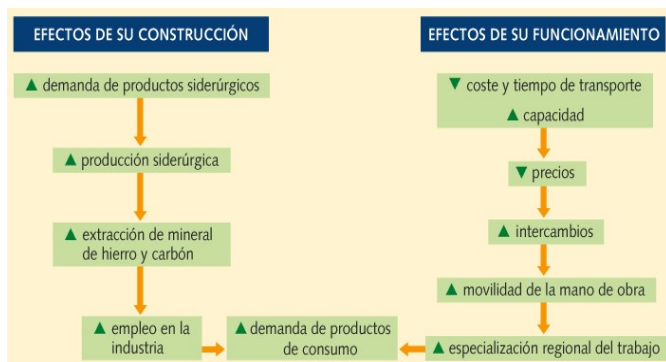 EFECTOS DE SU CONSTRUCCIÓN
▲ demanda de productos siderúrgicos
▲ producción siderúrgica
▲ extracción de mineral
de hierro y carbón
▲ empleo en la
industria
▲ demanda de productos
de consumo
EFECTOS DE SU FUNCIONAMIENTO
▼ coste y tiempo de transporte
▲ capacidad
▼ precios
▲ intercambios
▲ movilidad de la mano de obra
▲ especialización regional del trabajo